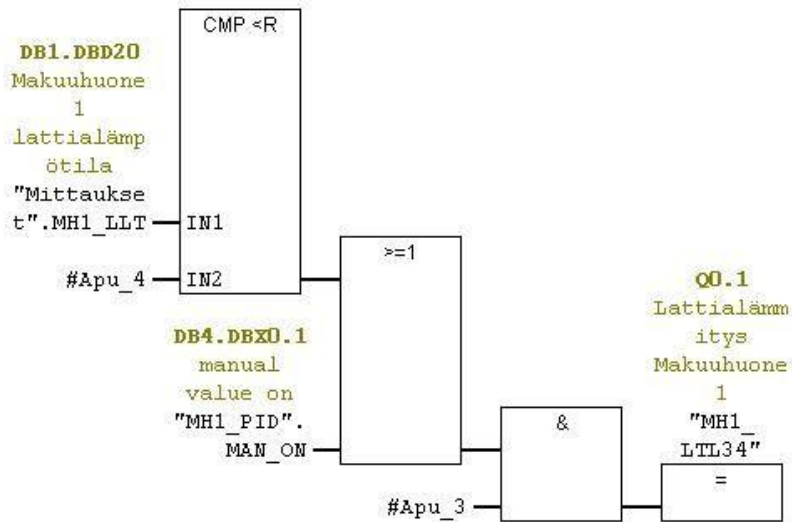 CMP <R
DB1.DBD20
Makuuhuone
1
lattialämp
ötila
"Mittaukse
t".MH1_LLT
IN1
#Apu_4
IN2
>=1
DB4.DBX0.1
manual
value on
"MH1_PID".
MAN_ON
Q0.1
Lattialämm
itys
Makuuhuone
1
"MH1_
LTL34"
&
=
#Apu_3